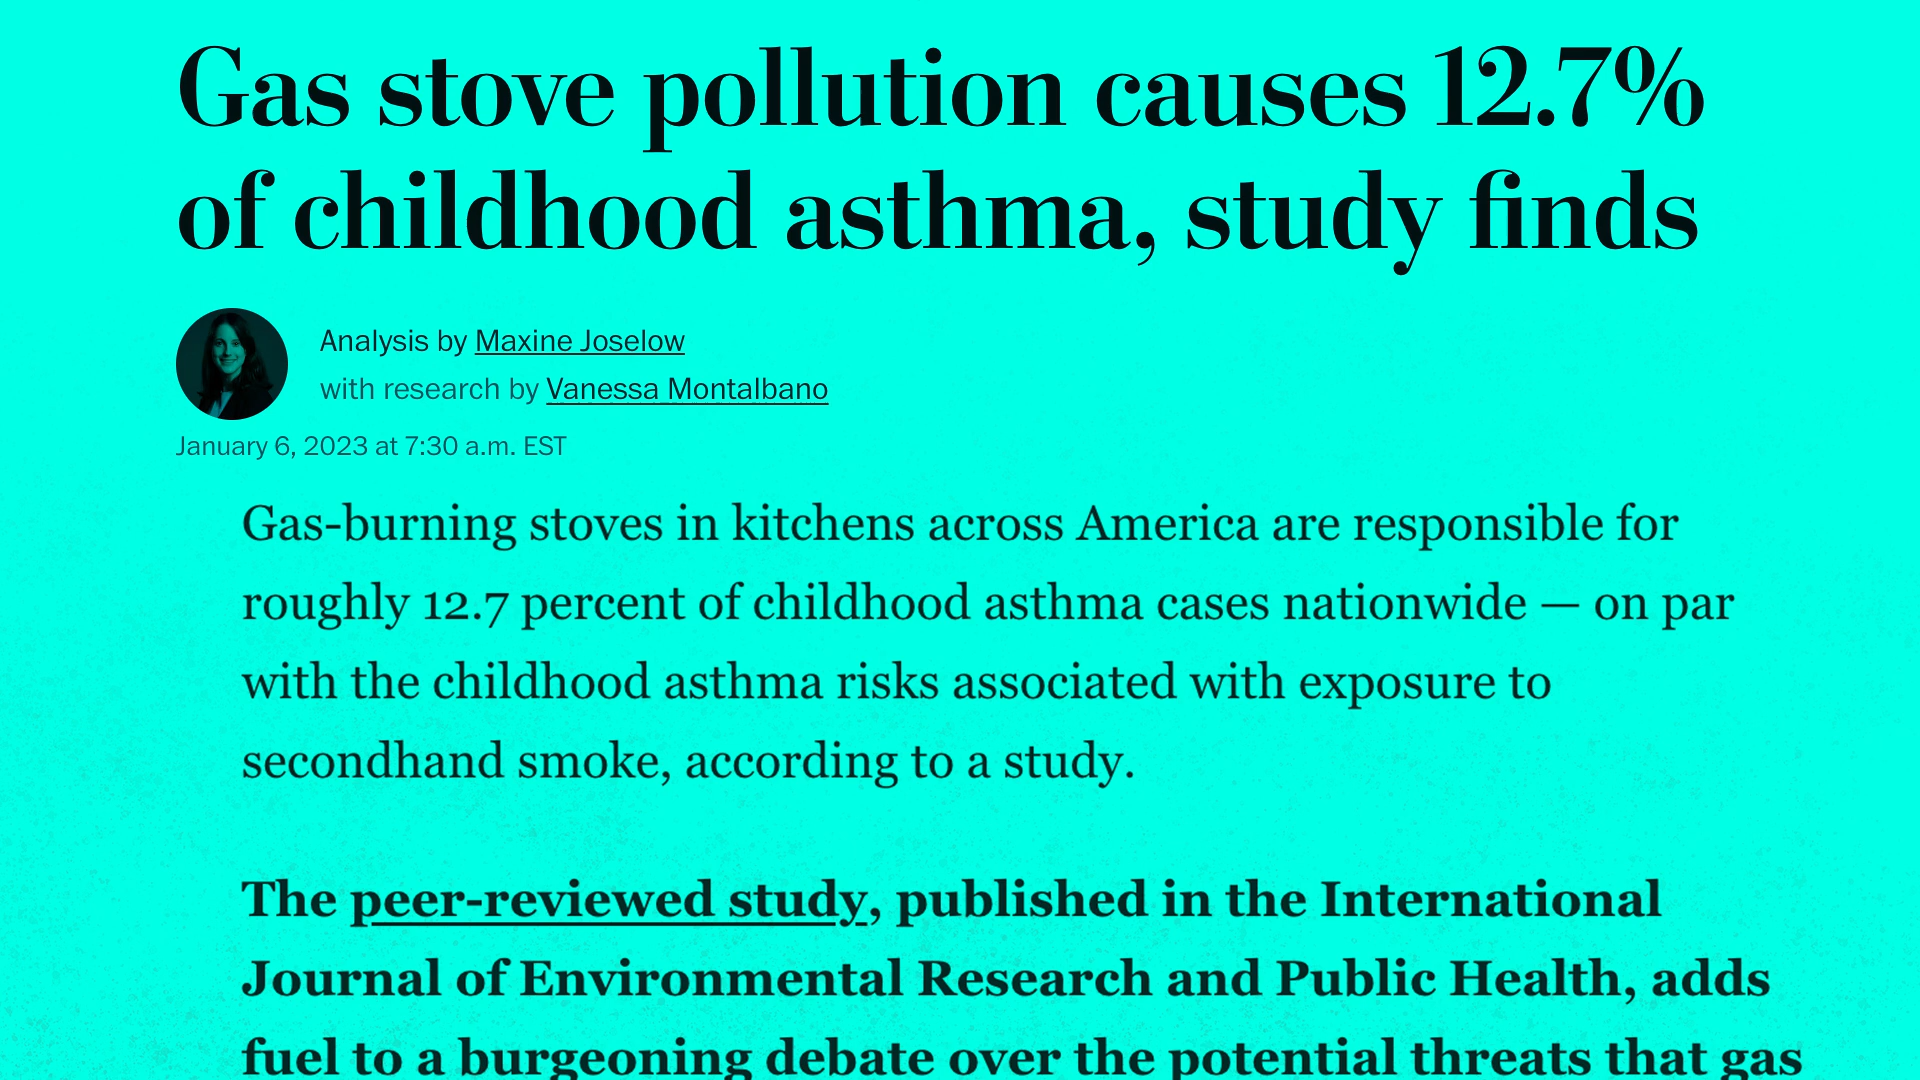 Gas stove pollution causes 12.7%
of childhood asthma, study finds
Analysis by Maxine Joselow
with research by Vanessa Montalbano
January 6, 2023 at 7:30 a.m. EST
Gas-burning stoves in kitchens across America are responsible for
roughly 12.7 percent of childhood asthma cases nationwide — on par
with the childhood asthma risks associated with exposure to
secondhand smoke, according to a study.
The peer-reviewed study, published in the International
Journal of Environmental Research and Public Health, adds
fuel to a burgeoning debate over the potential threats that gas